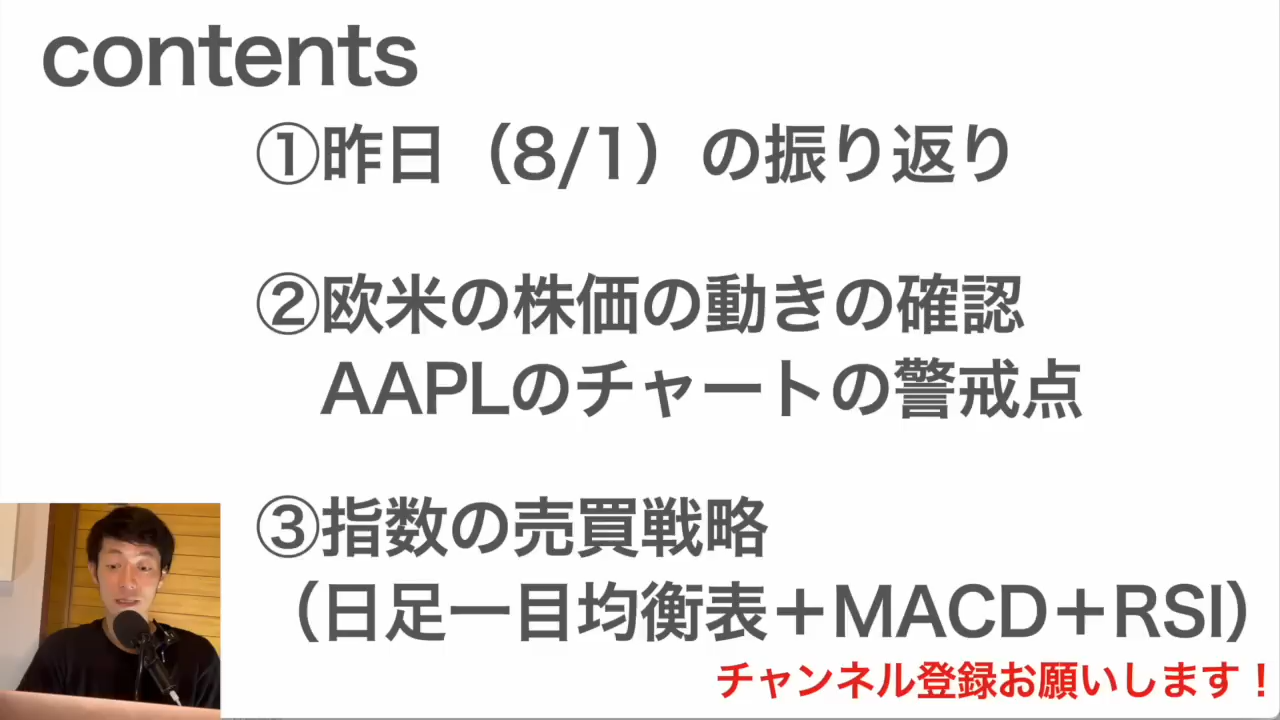 contents
①昨日（8/1）の振り返り
②欧米の株価の動きの確認
AAPLのチャートの警戒点
③指数の売買戦略
（日足一目均衡表＋MACD＋RSI）
チャンネル登録お願いします！